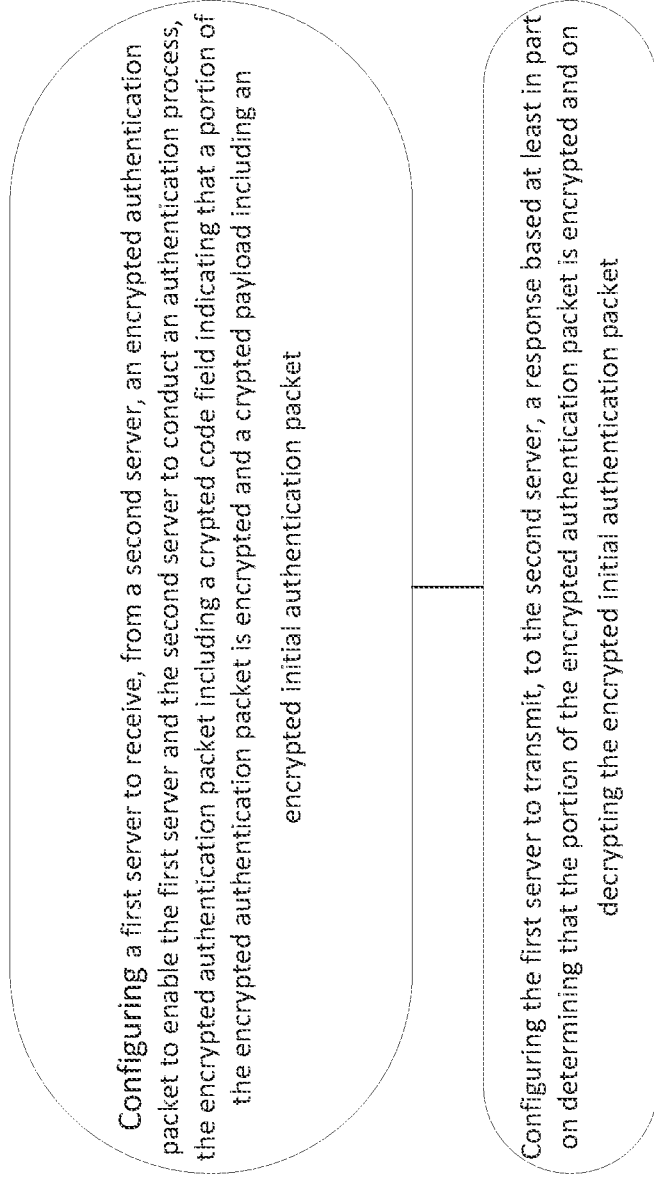 Configuring a first server to receive, from a second server, an encrypted authentication
packet to enable the first server and the second server to conduct an authentication process,
the encrypted authentication packet including a crypted code field indicating that a portion of
the encrypted authentication packet is encrypted and a crypted payload including an
encrypted initial authentication packet
Configuring the first server to transmit, to the second server, a response based at least in part
on determining that the portion of the encrypted authentication packet is encrypted and on
decrypting the encrypted initial authentication packet